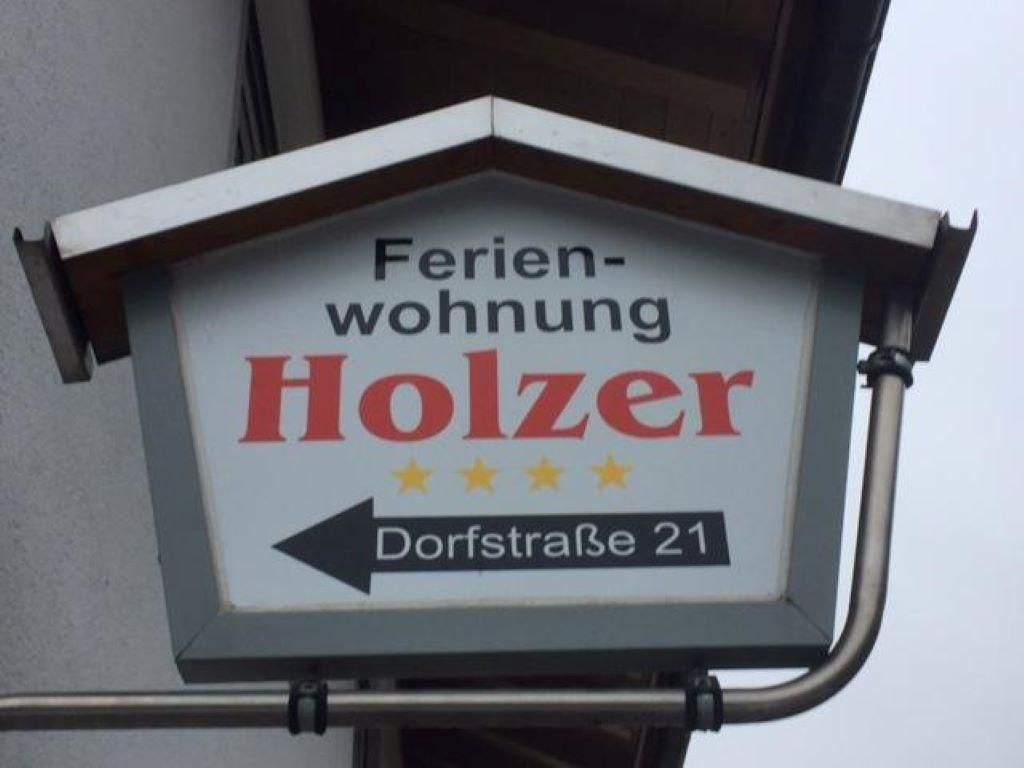 Ferien-
wohnung
Holzer
Dorfstraße 21